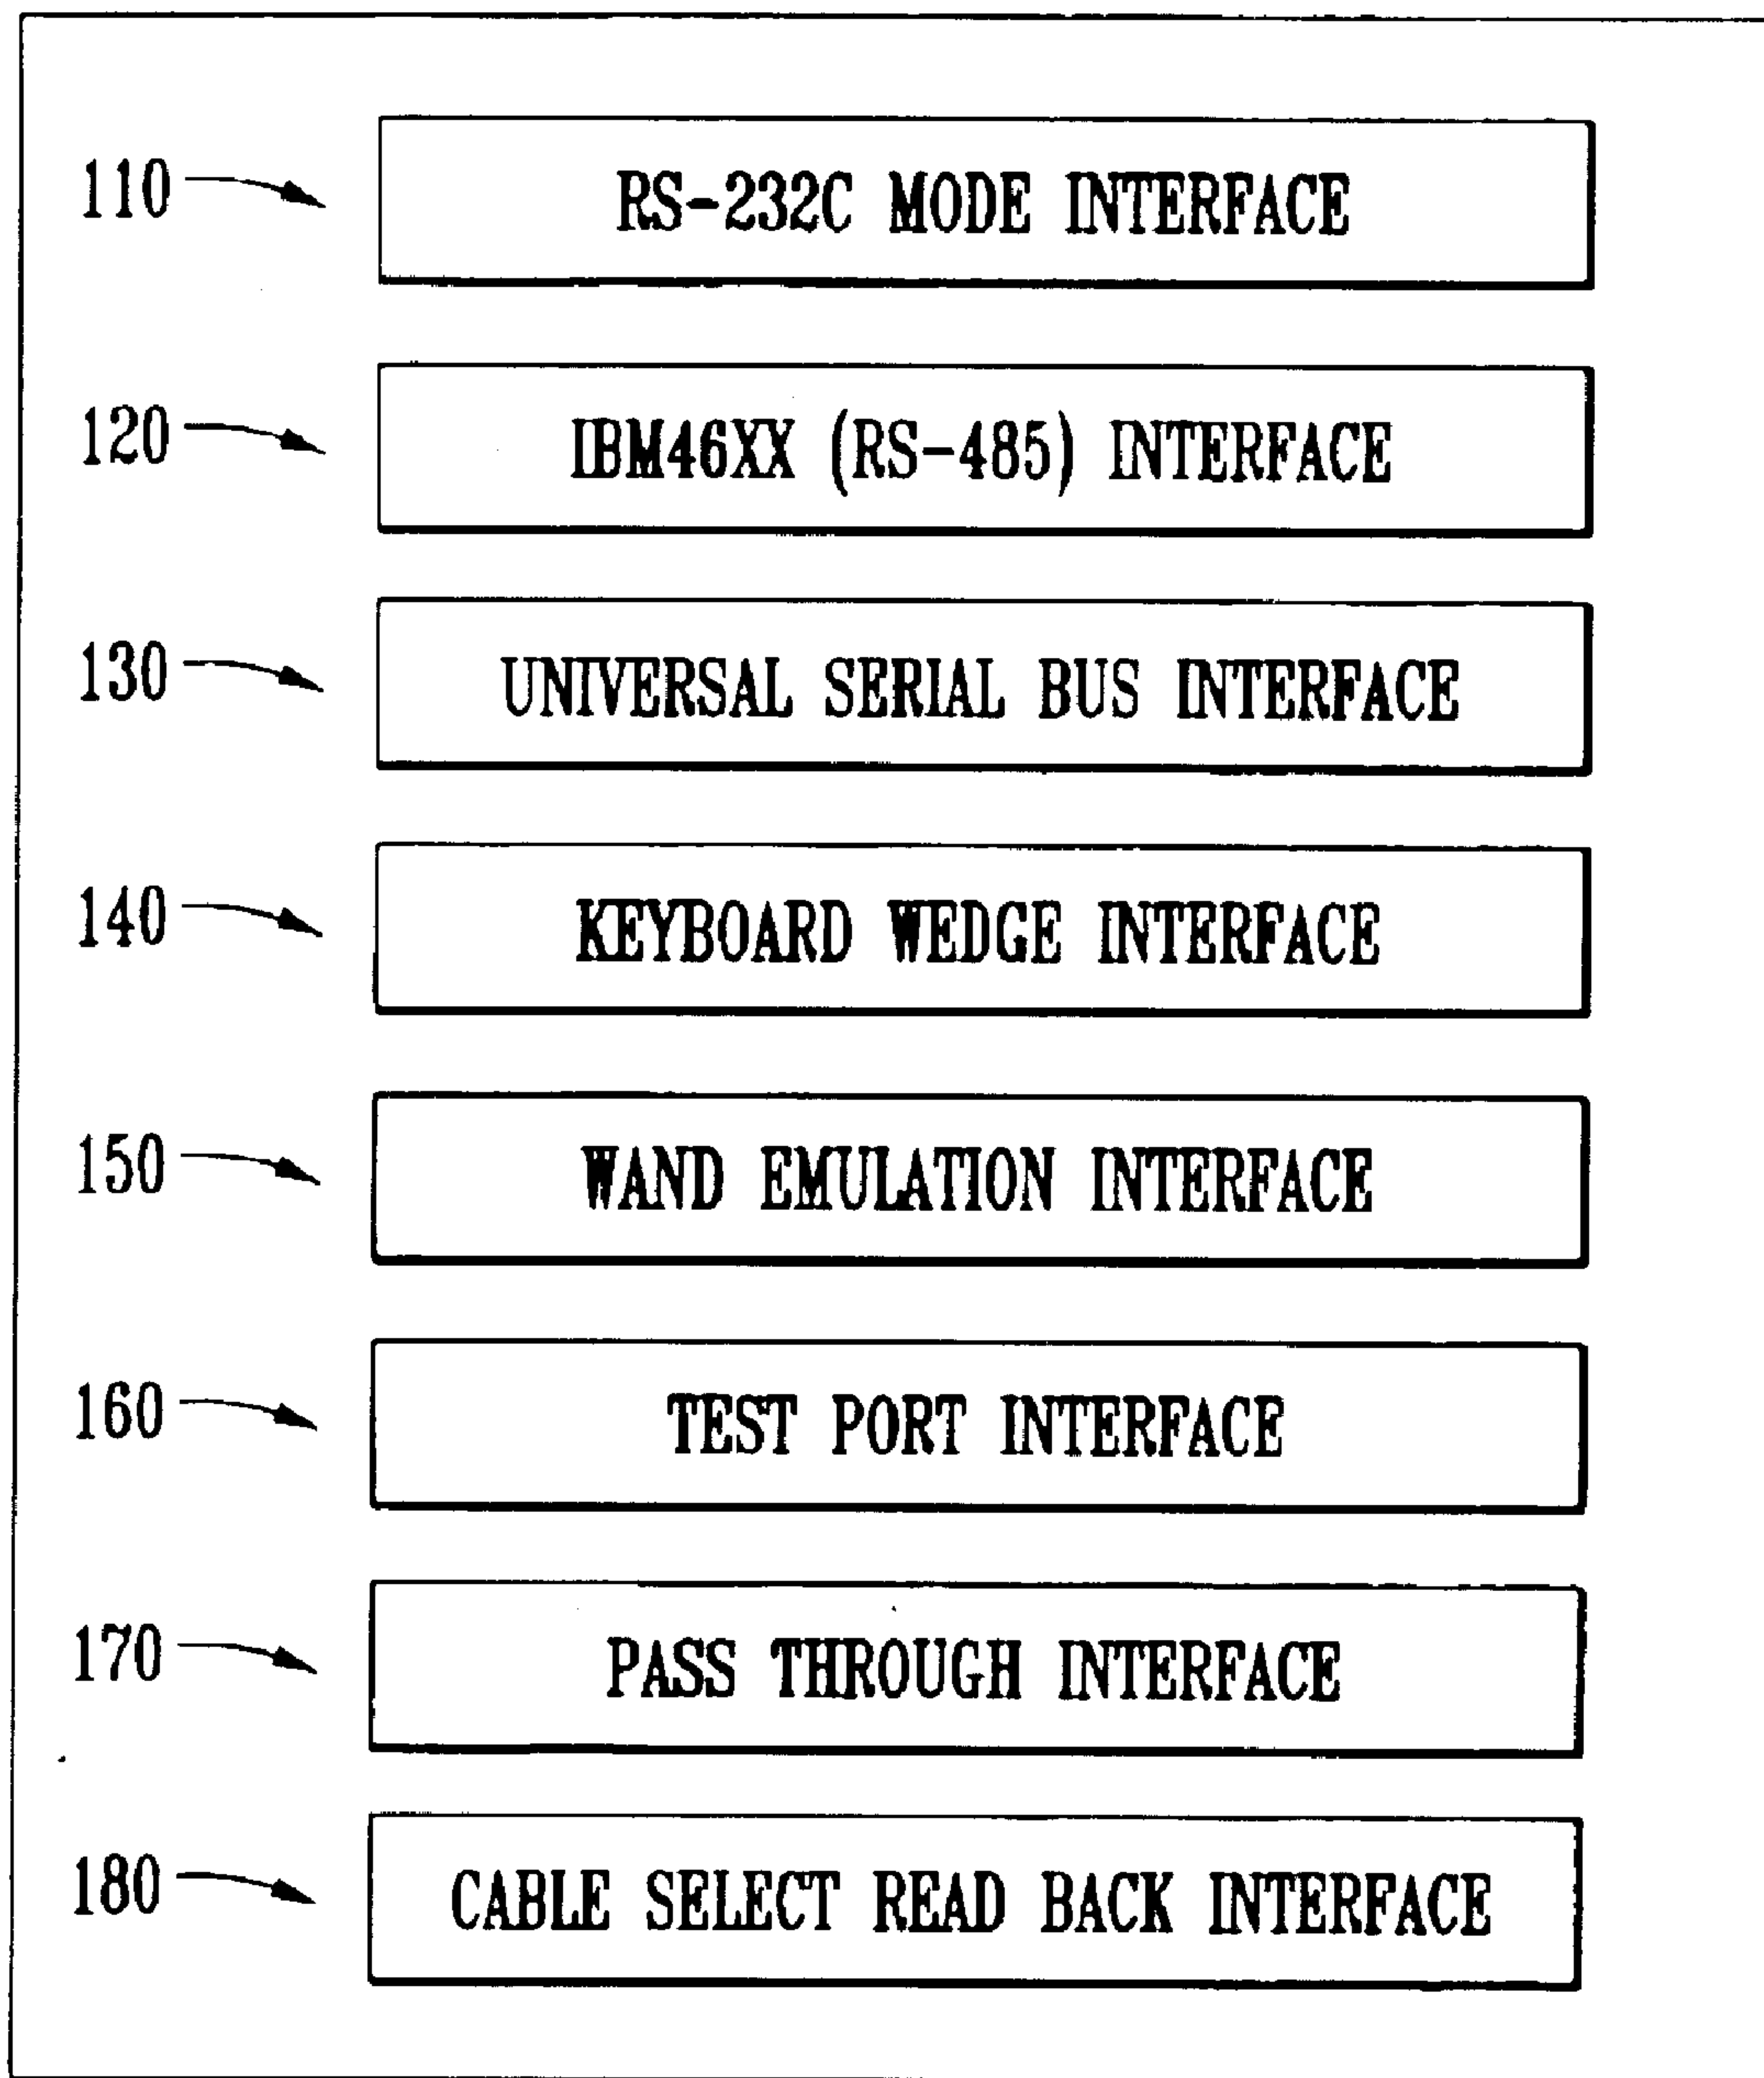 110 RS-232C MODE INTERFACE
120 IBM46XX (RS-485) INTERFACE
130 UNIVERSAL SERIAL BUS INTERFACE
140 KEYBOARD WEDGE INTERFACE
150 WAND EMULATION INTERFACE
160 TEST PORT INTERFACE
170 PASS THROUGH INTERFACE
180 CABLE SELECT READ BACK INTERFACE